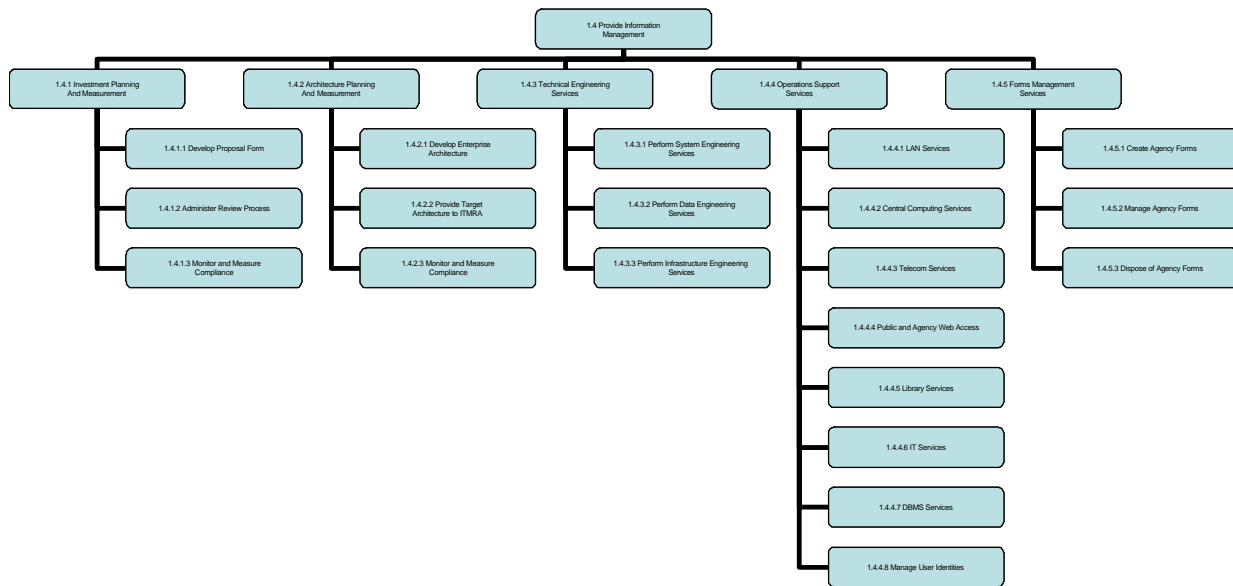 1.4 Provide Information
Management
1.4.1 Investment Planning
And Measurement
1.4.2 Architecture Planning
And Measurement
1.4.3 Technical Engineering
Services
1.4.4 Operations Support
Services
1.4.5 Forms Management
Services
1.4.1.1 Develop Proposal Form
1.4.1.2 Administer Review Process
1.4.1.3 Monitor and Measure
Compliance
1.4.2.1 Develop Enterprise
Architecture
1.4.2.2 Provide Target
Architecture to ITMRA
1.4.2.3 Monitor and Measure
Compliance
1.4.3.1 Perform System Engineering
Services
1.4.3.2 Perform Data Engineering
Services
1.4.3.3 Perform Infrastructure Engineering
Services
1.4.4.1 LAN Services
1.4.4.2 Central Computing Services
1.4.4.3 Telecom Services
1.4.4.4 Public and Agency Web Access
1.4.4.5 Library Services
1.4.4.6 IT Services
1.4.4.7 DBMS Services
1.4.4.8 Manage User Identities
1.4.5.1 Create Agency Forms
1.4.5.2 Manage Agency Forms
1.4.5.3 Dispose of Agency Forms